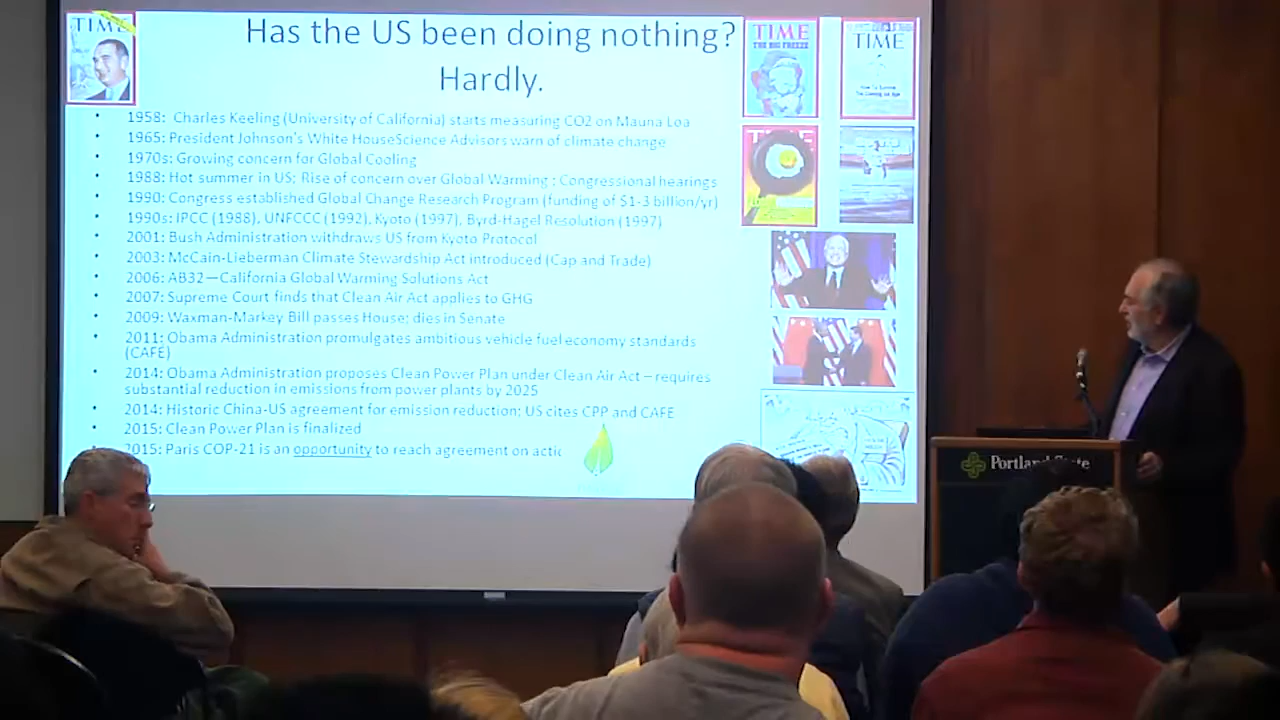 TIME
Has the US been doing nothing?
Hardly.
TIME
THE BIG FREEZE
TIME
• 1958: Charles Keeling (University of California) starts measuring CO2 on Mauna Loa
• 1965: President Johnson's White HouseScience Advisors warn of climate change
• 1970s: Growing concern for Global Cooling
• 1988: Hot summer in US; Rise of concern over Global Warming ; Congressional hearings
• 1990: Congress established Global Change Research Program (funding of $1-3 billion/yr)
• 1990s: IPCC (1988), UNFCCC (1992), Kyoto (1997), Byrd-Hagel Resolution (1997)
• 2001: Bush Administration withdraws US from Kyoto Protocol
• 2003: McCain-Lieberman Climate Stewardship Act introduced (Cap and Trade)
• 2006: AB32—California Global Warming Solutions Act
• 2007: Supreme Court finds that Clean Air Act applies to GHG
• 2009: Waxman-Markey Bill passes House; dies in Senate
• 2011: Obama Administration promulgates ambitious vehicle fuel economy standards
(CAFE)
• 2014: Obama Administration proposes Clean Power Plan under Clean Air Act – requires
substantial reduction in emissions from power plants by 2025
• 2014: Historic China-US agreement for emission reduction; US cites CPP and CAFE
• 2015: Clean Power Plan is finalized
2015: Paris COP-21 is an opportunity to reach agreement on actic
TIME
Portland State